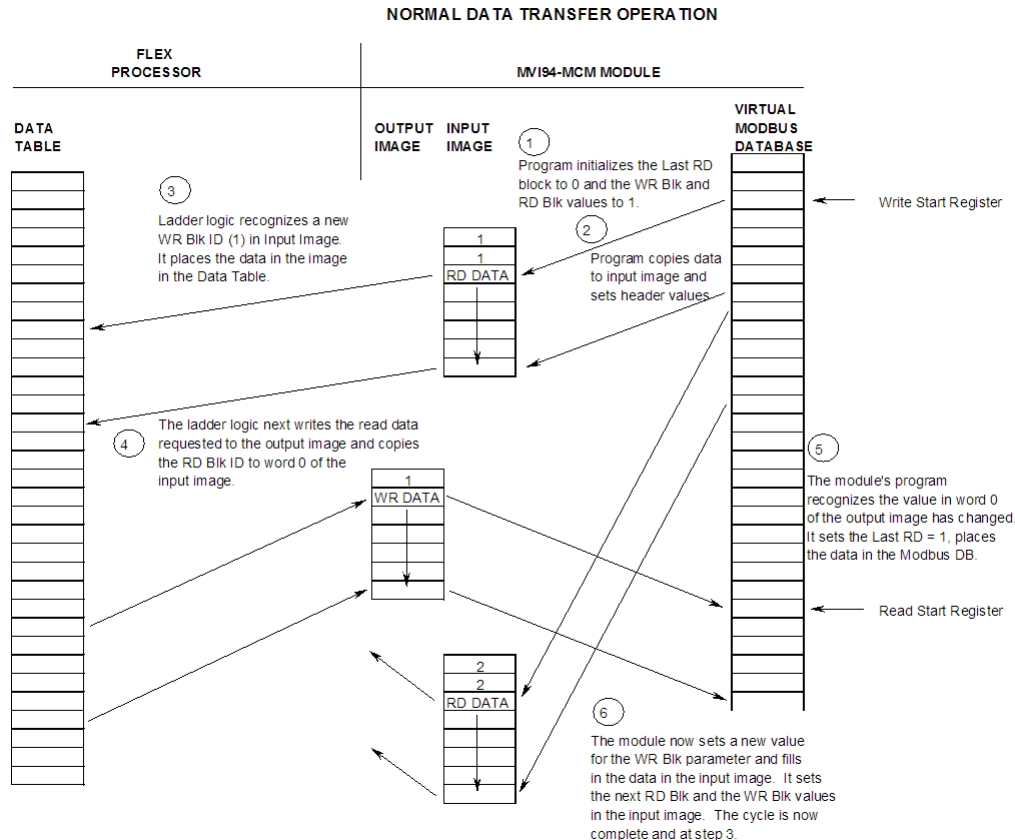 NORMAL DATA TRANSFER OPERATION
FLEX
PROCESSOR
MVI94-MCM MODULE
DATA
TABLE
OUTPUT
IMAGE
INPUT
IMAGE
VIRTUAL
MODBUS
DATABASE
1
Program initializes the Last RD
block to 0 and the WR Blk and
RD Blk values to 1.
Write Start Register
3
Ladder logic recognizes a new
WR Blk ID (1) in Input Image.
It places the data in the image
in the Data Table.
2
Program copies data
to input image and
sets header values.
1
1
RD DATA
4
The ladder logic next writes the read data
requested to the output image and copies
the RD Blk ID to word 0 of the
input image.
5
The module's program
recognizes the value in word 0
of the output image has changed.
It sets the Last RD = 1, places
the data in the Modbus DB.
1
WR DATA
Read Start Register
2
2
RD DATA
6
The module now sets a new value
for the WR Blk parameter and fills
in the data in the input image. It sets
the next RD Blk and the WR Blk values
in the input image. The cycle is now
complete and at step 3.